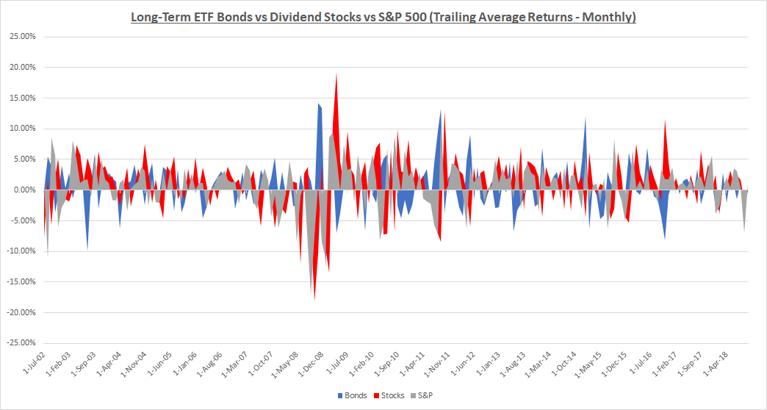 Long-Term ETF Bonds vs Dividend Stocks vs S&P 500 (Trailing Average Returns - Monthly)
25.00%
20.00%
15.00%
10.00%
5.00%
0.00%
-5.00%
-10.00%
-15.00%
-20.00%
-25.00%
1-Jul-02
1-Feb-03
1-Sep-03
1-Apr-04
1-Nov-04
1-Jun-05
1-Jan-06
1-Aug-06
1-Mar-07
1-Oct-07
1-May-08
1-Dec-08
1-Jul-09
1-Feb-10
1-Sep-10
1-Apr-11
1-Nov-11
1-Jun-12
1-Jan-13
1-Aug-13
1-Mar-14
1-Oct-14
1-May-15
1-Dec-15
1-Jul-16
1-Feb-17
1-Sep-17
1-Apr-18
Bonds
Stocks
S&P